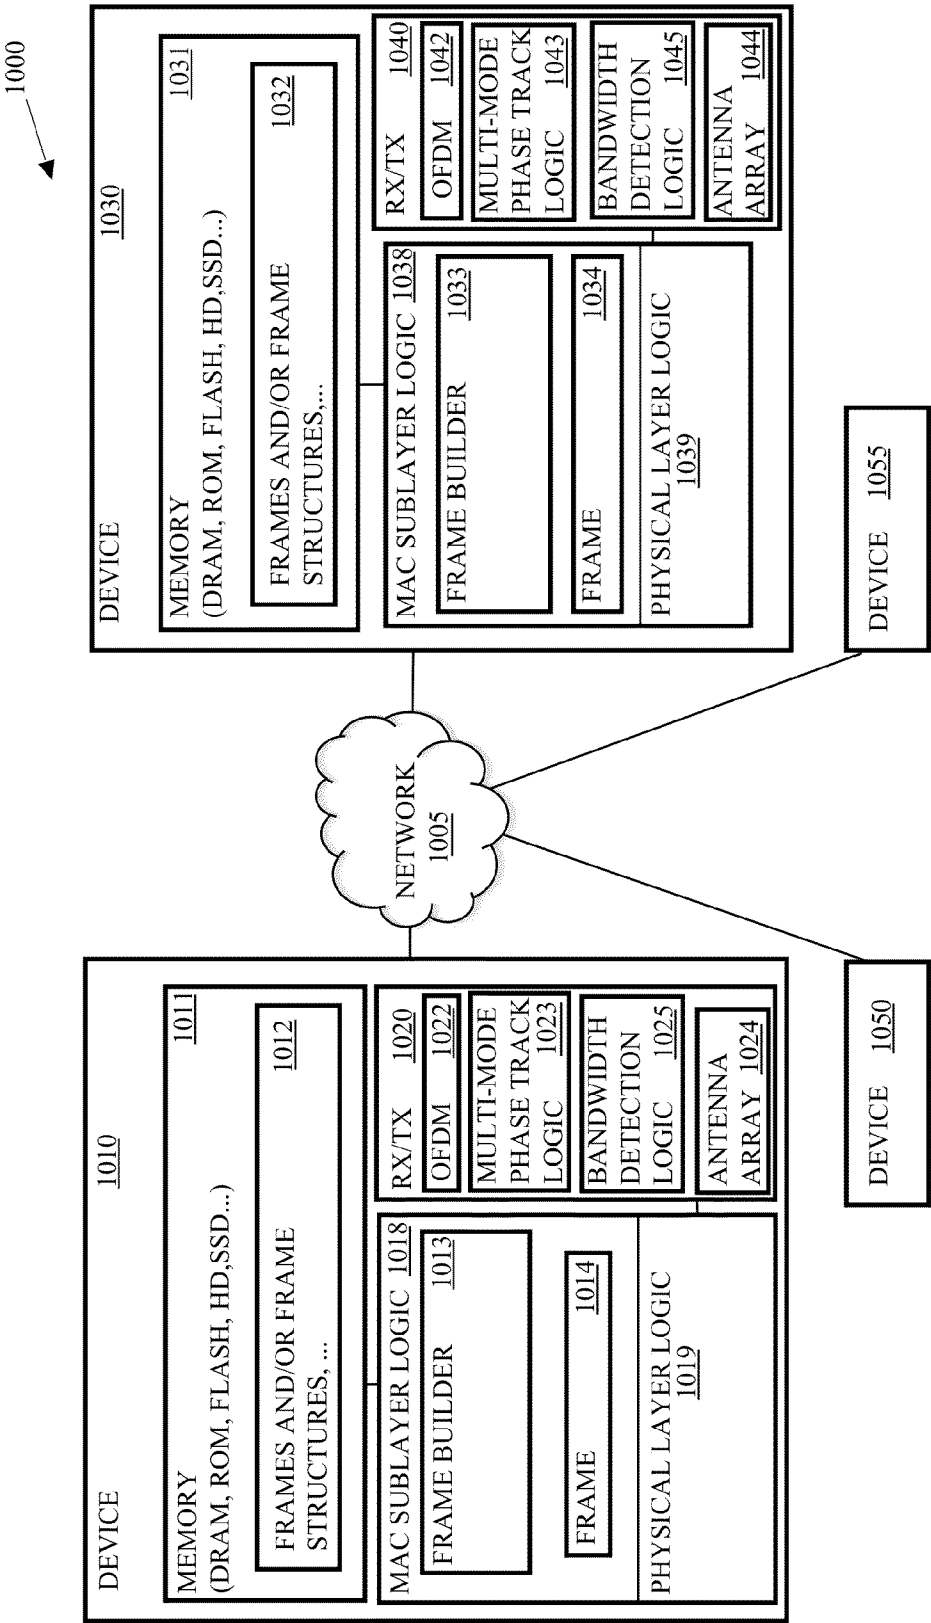 1000
DEVICE 1010
MEMORY 1011
(DRAM, ROM, FLASH, HD,SSD...)
FRAMES AND/OR FRAME 1012
STRUCTURES, ...
MAC SUBLAYER LOGIC 1018
FRAME BUILDER 1013
FRAME 1014
PHYSICAL LAYER LOGIC
1019
RX/TX 1020
OFDM 1022
MULTI-MODE
PHASE TRACK
LOGIC 1023
BANDWIDTH
DETECTION
LOGIC 1025
ANTENNA
ARRAY 1024
NETWORK
1005
DEVICE 1030
MEMORY 1031
(DRAM, ROM, FLASH, HD,SSD...)
FRAMES AND/OR FRAME 1032
STRUCTURES,...
MAC SUBLAYER LOGIC 1038
FRAME BUILDER 1033
FRAME 1034
PHYSICAL LAYER LOGIC
1039
RX/TX 1040
OFDM 1042
MULTI-MODE
PHASE TRACK
LOGIC 1043
BANDWIDTH
DETECTION
LOGIC 1045
ANTENNA
ARRAY 1044
DEVICE 1050
DEVICE 1055